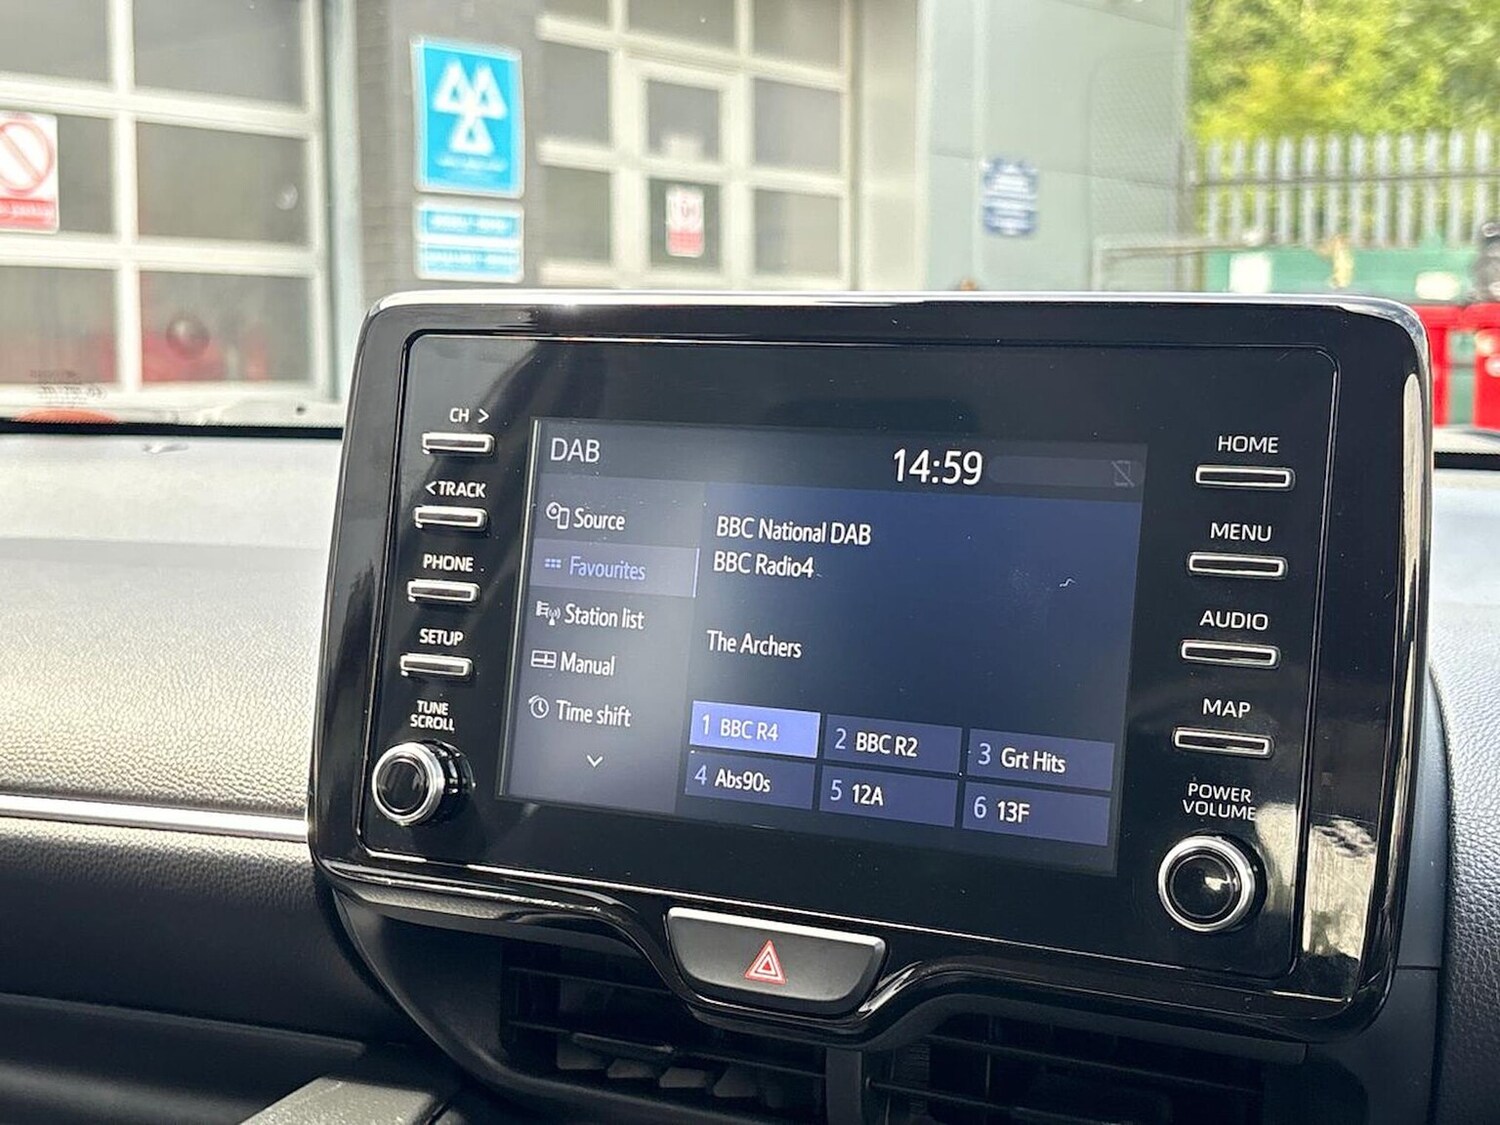 CH >
< TRACK
PHONE
SETUP
TUNE
SCROLL
DAB
14:59
Source
Favourites
Station list
Manual
Time shift
BBC National DAB
BBC Radio4
The Archers
1 BBC R4
2 BBC R2
3 Grt Hits
4 Abs90s
5 12A
6 13F
HOME
MENU
AUDIO
MAP
POWER
VOLUME